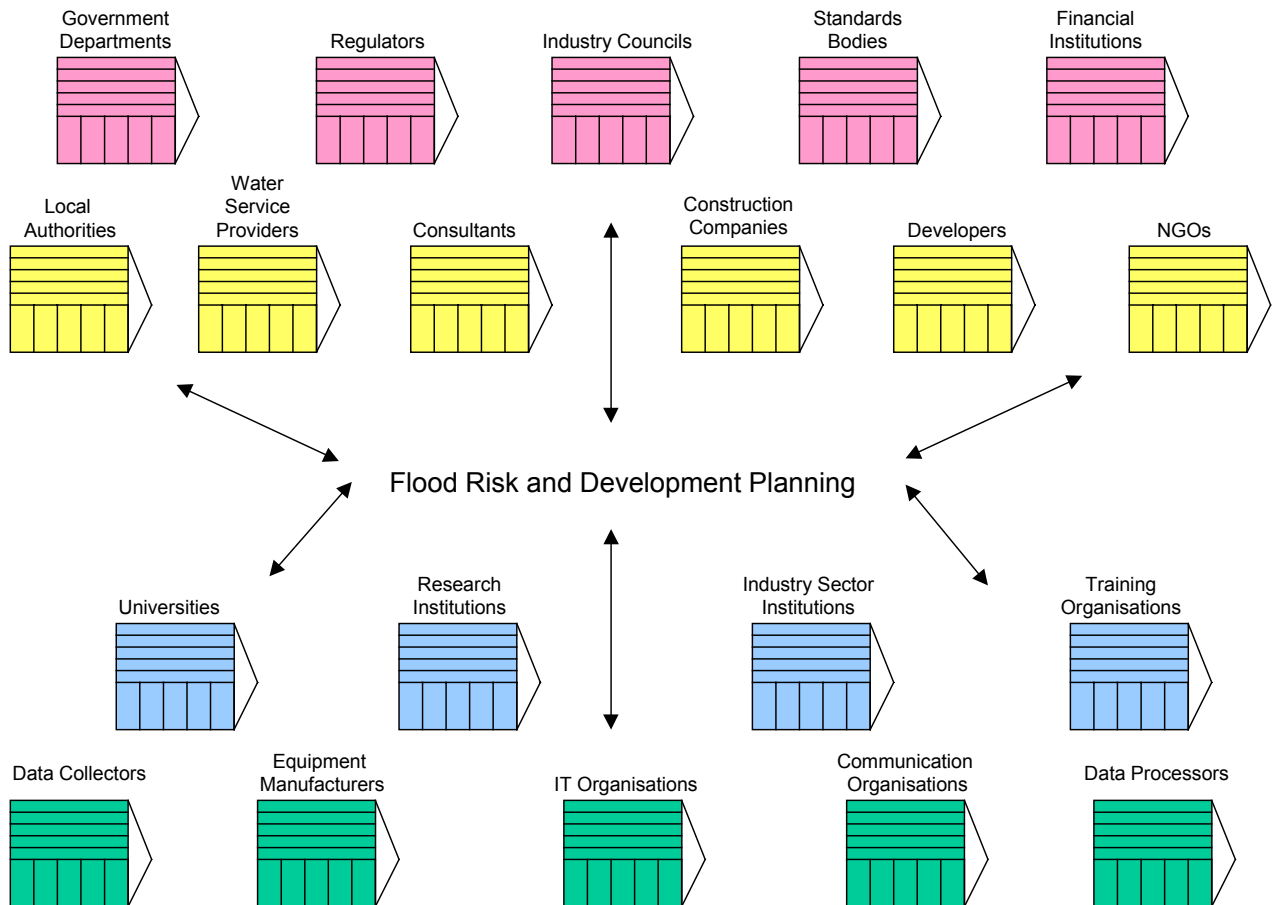 Government
Departments
Regulators
Industry Councils
Standards
Bodies
Financial
Institutions
Local
Authorities
Water
Service
Providers
Consultants
Construction
Companies
Developers
NGOs
Flood Risk and Development Planning
Universities
Research
Institutions
Industry Sector
Institutions
Training
Organisations
Data Collectors
Equipment
Manufacturers
IT Organisations
Communication
Organisations
Data Processors